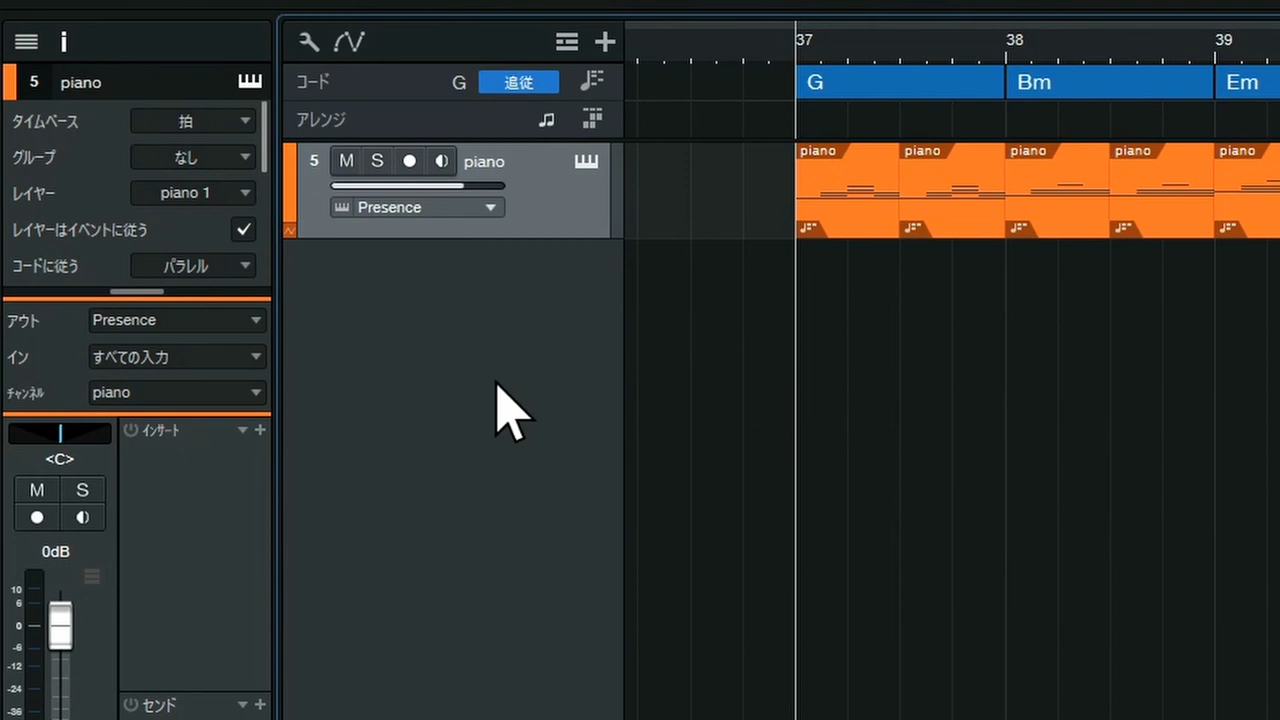 i
37 38 39
5 piano
コード G 追従
G Bm Em
タイムベース 拍
アレンジ
グループ なし
5 M S piano
piano piano piano piano piano
レイヤー piano 1
Presence
レイヤーはイベントに従う
コードに従う パラレル
アウト Presence
イン すべての入力
チャンネル piano
インサート
<C>
M S
0dB
10
6
0
-6
-12
-24
-36
センド